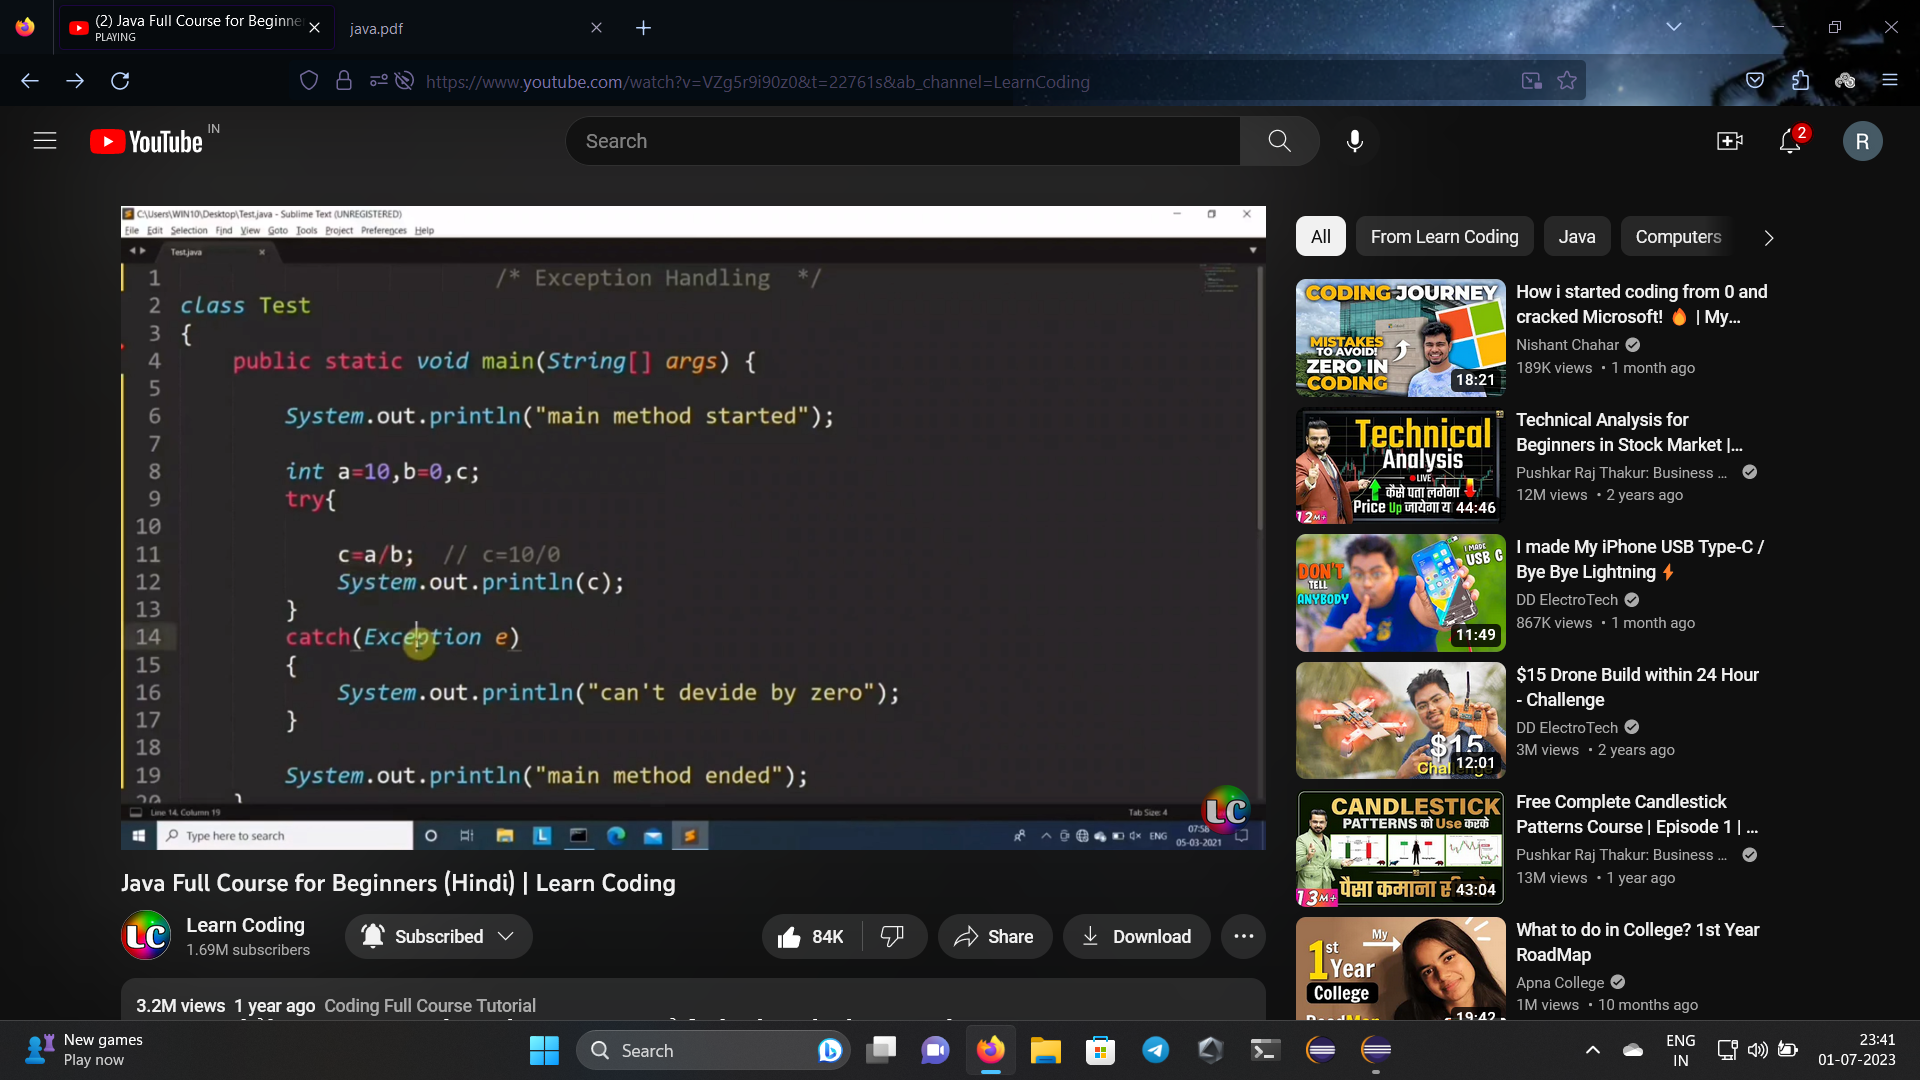 (2) Java Full Course for Beginne
PLAYING
java.pdf
https://www.youtube.com/watch?v=VZg5r9i90z0&t=22761s&ab_channel=LearnCoding
YouTube IN
Search
2
R
C:\Users\WIN10\Desktop\Test.java - Sublime Text (UNREGISTERED)
File Edit Selection Find View Goto Tools Project Preferences Help
Test.java
1 /* Exception Handling */
2 class Test
3 {
4 public static void main(String[] args) {
5
6 System.out.println("main method started");
7
8 int a=10,b=0,c;
9 try{
10
11 c=a/b; // c=10/0
12 System.out.println(c);
13 }
14 catch(Exception e)
15 {
16 System.out.println("can't devide by zero");
17 }
18
19 System.out.println("main method ended");
20 }
Line 14, Column 19
Tab Size: 4
LC
Type here to search
L
ENG
07:58
05-03-2021
Java Full Course for Beginners (Hindi) | Learn Coding
LC
Learn Coding
1.69M subscribers
Subscribed
84K
Share
Download
3.2M views 1 year ago Coding Full Course Tutorial
All
From Learn Coding
Java
Computers
CODING JOURNEY
MISTAKES
TO AVOID!
ZERO IN
CODING
18:21
How i started coding from 0 and
cracked Microsoft! 🔥 | My...
Nishant Chahar
189K views • 1 month ago
Technical
Analysis
LIVE
कैसे पता लगेगा
Price Up जायेगा य
12M+
44:46
Technical Analysis for
Beginners in Stock Market |...
Pushkar Raj Thakur: Business ...
12M views • 2 years ago
DON'T
TELL
ANYBODY
I MADE
USB C
11:49
I made My iPhone USB Type-C /
Bye Bye Lightning ⚡
DD ElectroTech
867K views • 1 month ago
$15
Challenge
12:01
$15 Drone Build within 24 Hour
- Challenge
DD ElectroTech
3M views • 2 years ago
CANDLESTICK
PATTERNS को Use करके
पैसा कमाना
13M+
43:04
Free Complete Candlestick
Patterns Course | Episode 1 | ...
Pushkar Raj Thakur: Business ...
13M views • 1 year ago
My
1st
Year
College
RoadMap
19:42
What to do in College? 1st Year
RoadMap
Apna College
1M views • 10 months ago
New games
Play now
Search
ENG
IN
23:41
01-07-2023